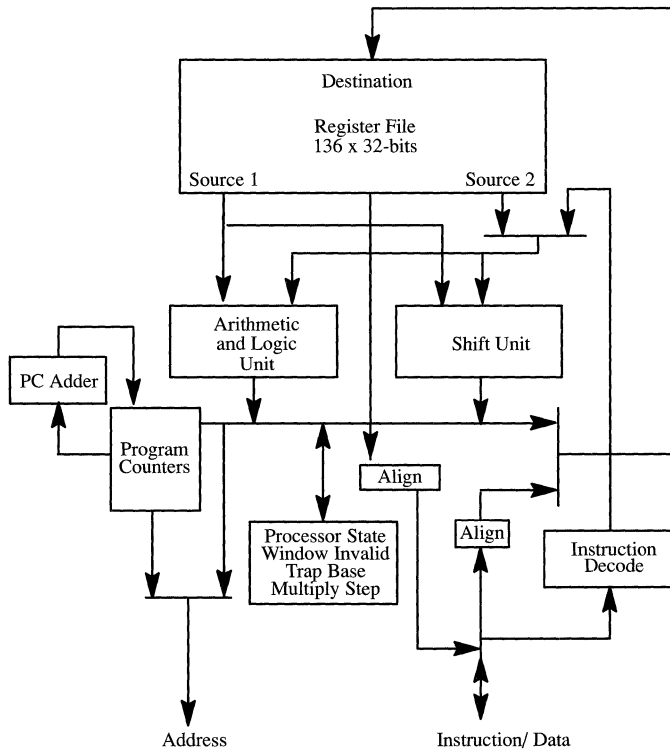 Destination
Register File
136 x 32-bits
Source 1
Source 2
Arithmetic
and Logic
Unit
Shift Unit
PC Adder
Program
Counters
Align
Processor State
Window Invalid
Trap Base
Multiply Step
Align
Instruction
Decode
Address
Instruction/ Data